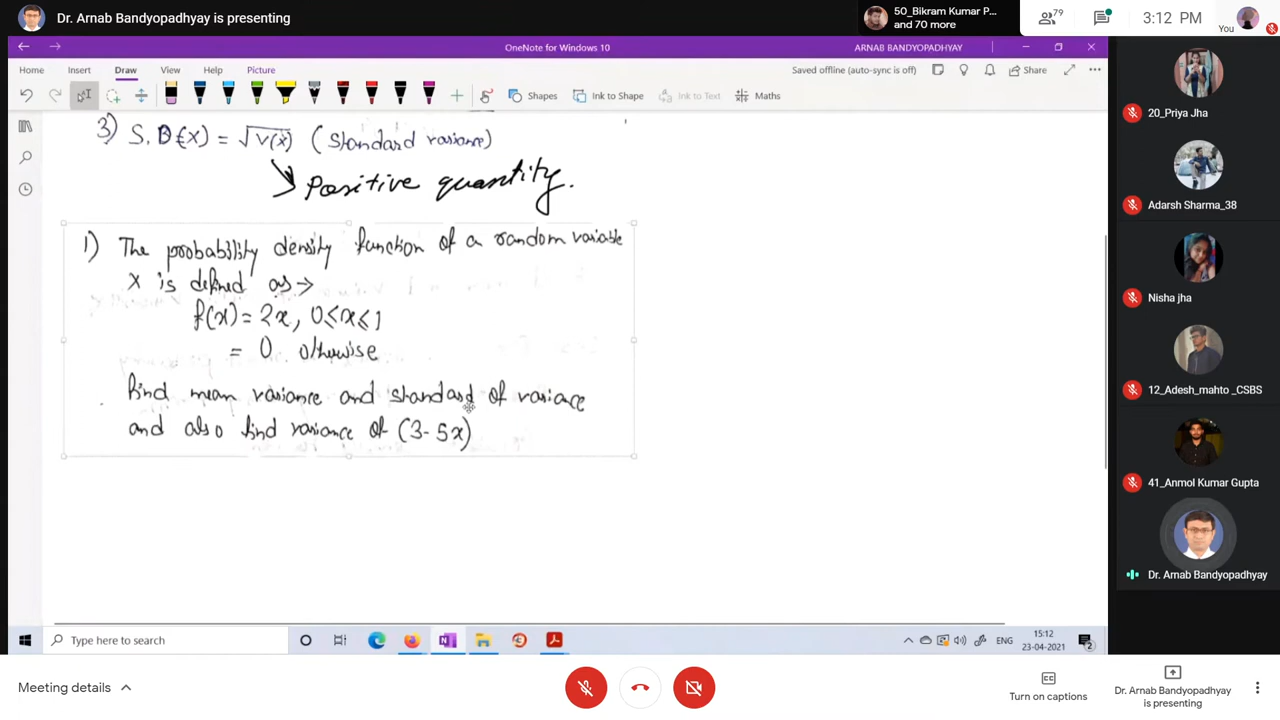 Dr. Arnab Bandyopadhyay is presenting
50_Bikram Kumar P...
and 70 more
79
3:12 PM
You
OneNote for Windows 10
ARNAB BANDYOPADHYAY
Home Insert Draw View Help Picture
Saved offline (auto-sync is off)
Share
Shapes
Ink to Shape
Ink to Text
Maths
3) S.D(x) = √V(x) (Standard variance)
Positive quantity.
1) The probability density function of a random variable
x is defined as→
f(x) = 2x, 0≤x≤1
= 0. otherwise
find mean variance and standard of variance
and also find variance of (3-5x)
20_Priya Jha
Adarsh Sharma_38
Nisha jha
12_Adesh_mahto _CSBS
41_Anmol Kumar Gupta
Dr. Arnab Bandyopadhyay
Type here to search
ENG
15:12
23-04-2021
2
Meeting details
Turn on captions
Dr. Arnab Bandyopadhyay
is presenting